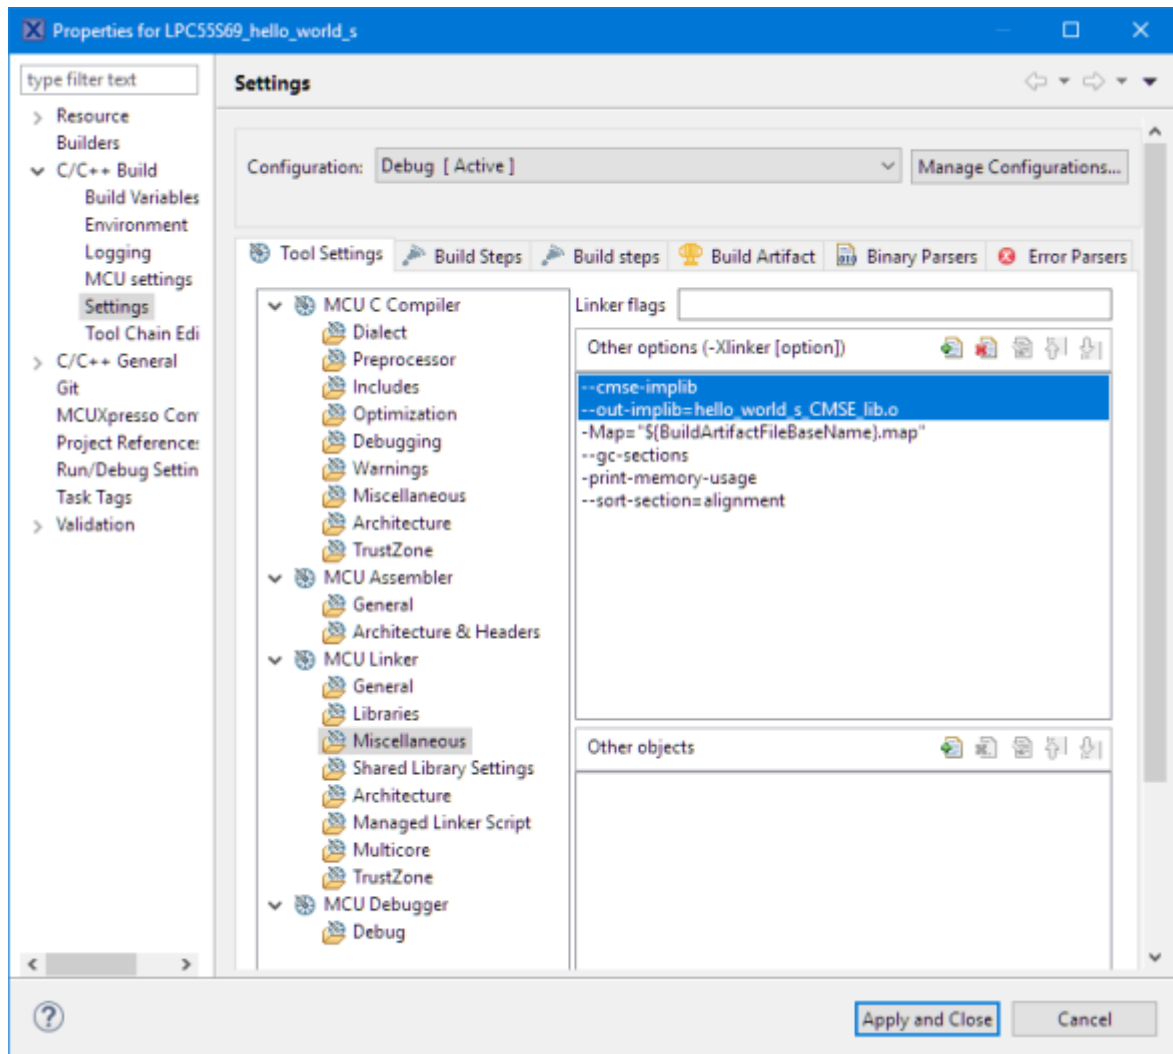 Properties for LPC55S69_hello_world_s
type filter text
Resource
Builders
C/C++ Build
Build Variables
Environment
Logging
MCU settings
Settings
Tool Chain Edi
C/C++ General
Git
MCUXpresso Con
Project Reference
Run/Debug Settin
Task Tags
Validation
Settings
Configuration: Debug [ Active ]
Manage Configurations...
Tool Settings
Build Steps
Build steps
Build Artifact
Binary Parsers
Error Parsers
MCU C Compiler
Dialect
Preprocessor
Includes
Optimization
Debugging
Warnings
Miscellaneous
Architecture
TrustZone
MCU Assembler
General
Architecture & Headers
MCU Linker
General
Libraries
Miscellaneous
Shared Library Settings
Architecture
Managed Linker Script
Multicore
TrustZone
MCU Debugger
Debug
Linker flags
Other options (-Xlinker [option])
--cmse-implib
--out-implib=hello_world_s_CMSE_lib.o
-Map="${BuildArtifactFileBaseName}.map"
--gc-sections
-print-memory-usage
--sort-section=alignment
Other objects
Apply and Close
Cancel